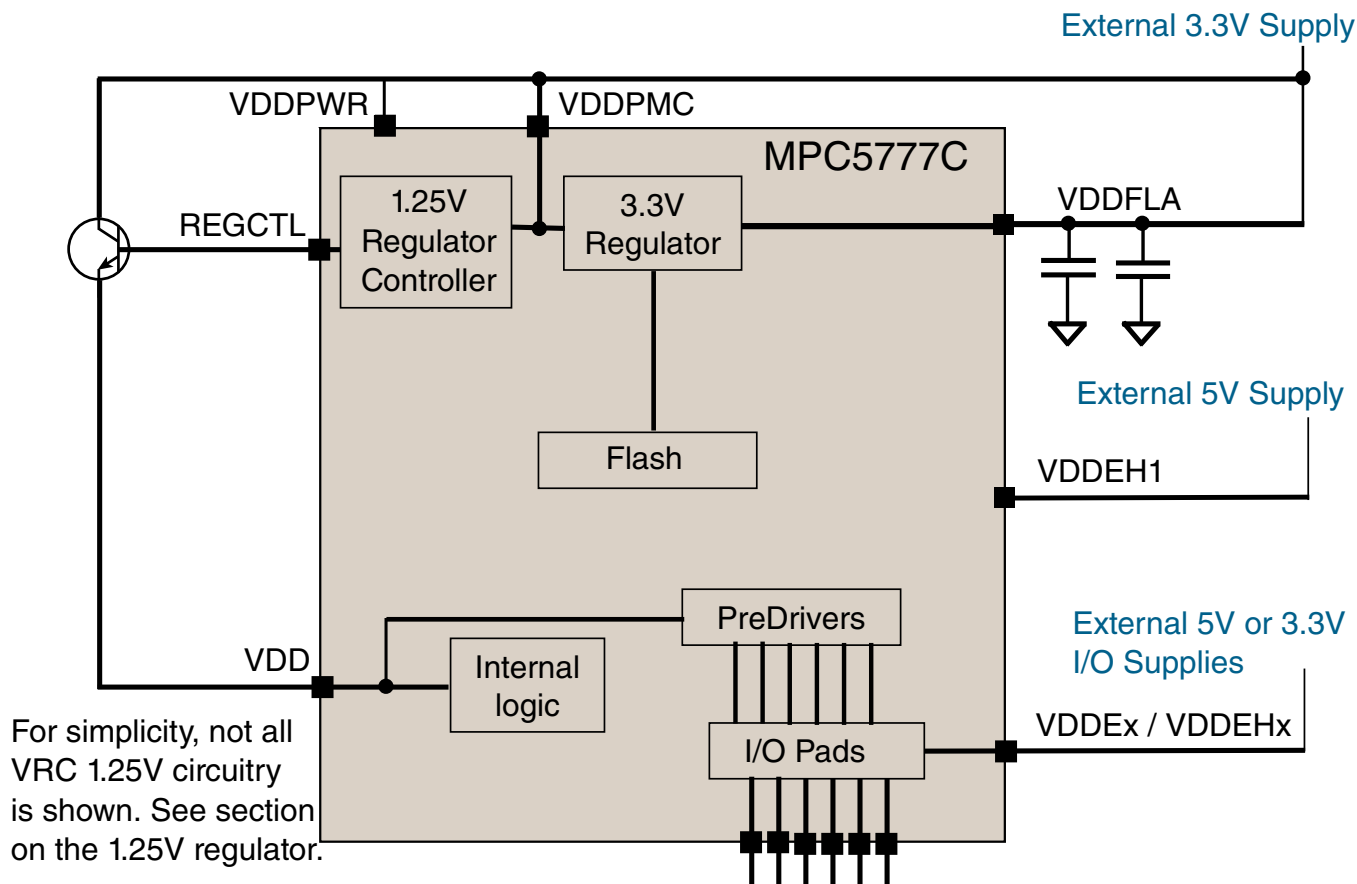 External 3.3V Supply
VDDPWR
VDDPMC
MPC5777C
1.25V
Regulator
Controller
3.3V
Regulator
REGCTL
VDDFLA
External 5V Supply
Flash
VDDEH1
PreDrivers
External 5V or 3.3V
I/O Supplies
VDD
Internal
logic
VDDEx / VDDEHx
I/O Pads
For simplicity, not all
VRC 1.25V circuitry
is shown. See section
on the 1.25V regulator.